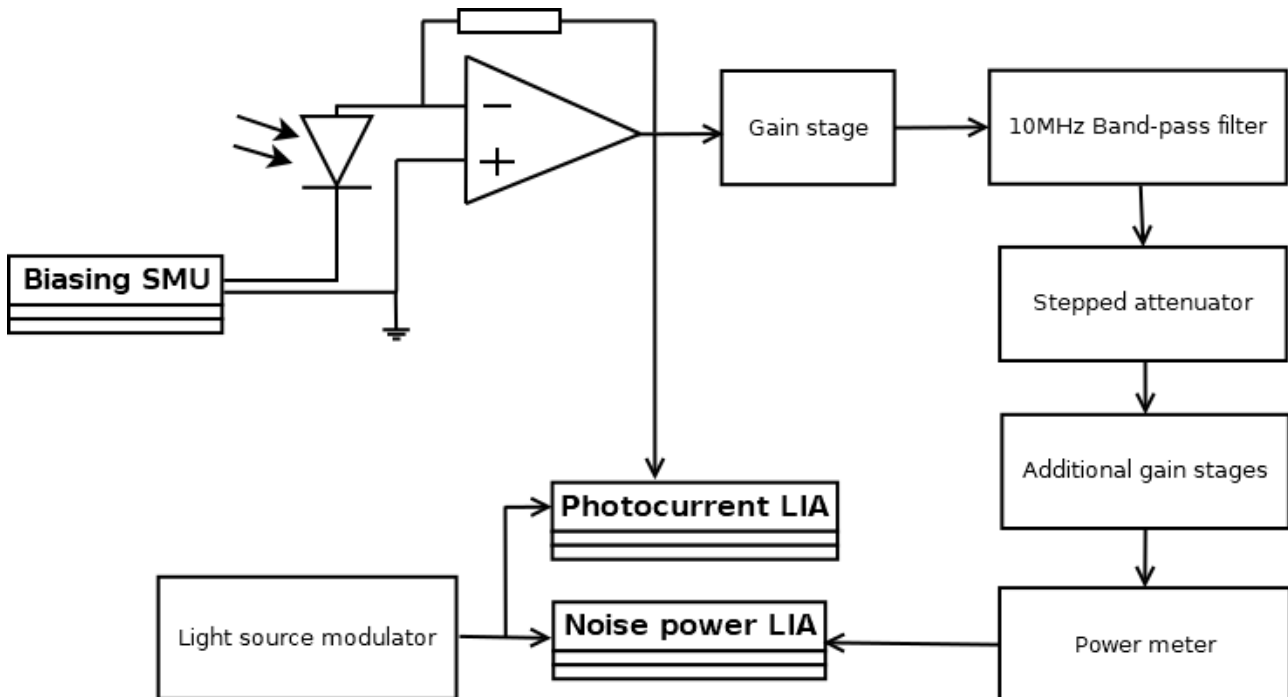 Gain stage
10MHz Band-pass filter
Biasing SMU
Stepped attenuator
Additional gain stages
Photocurrent LIA
Light source modulator
Noise power LIA
Power meter